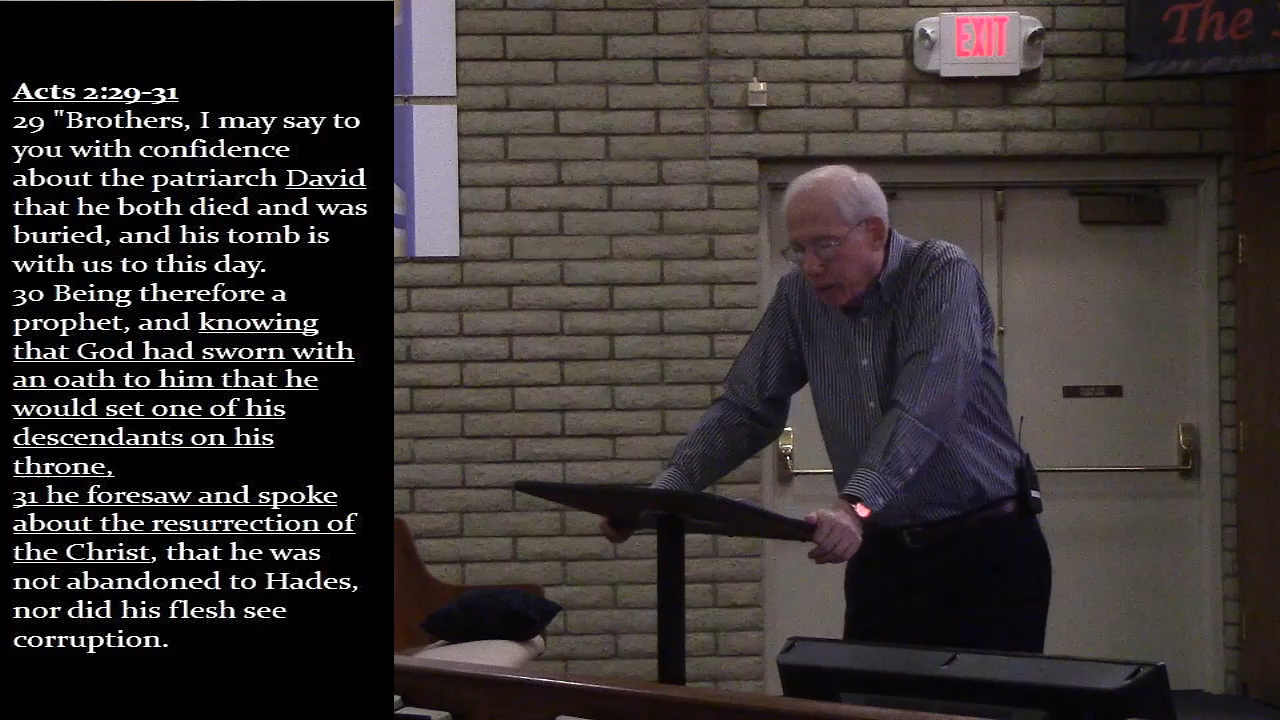 Acts 2:29-31
29 "Brothers, I may say to
you with confidence
about the patriarch David
that he both died and was
buried, and his tomb is
with us to this day.
30 Being therefore a
prophet, and knowing
that God had sworn with
an oath to him that he
would set one of his
descendants on his
throne,
31 he foresaw and spoke
about the resurrection of
the Christ, that he was
not abandoned to Hades,
nor did his flesh see
corruption.
EXIT
The